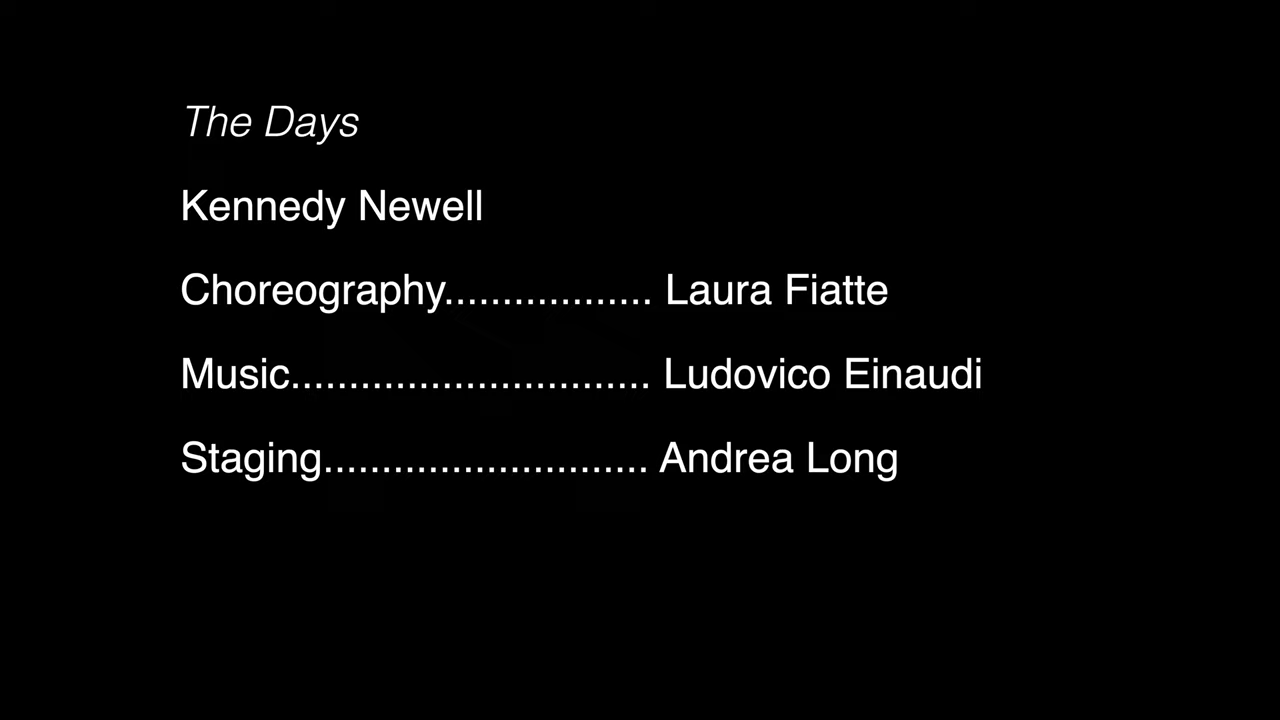 The Days
Kennedy Newell
Choreography.................. Laura Fiatte
Music............................... Ludovico Einaudi
Staging............................ Andrea Long